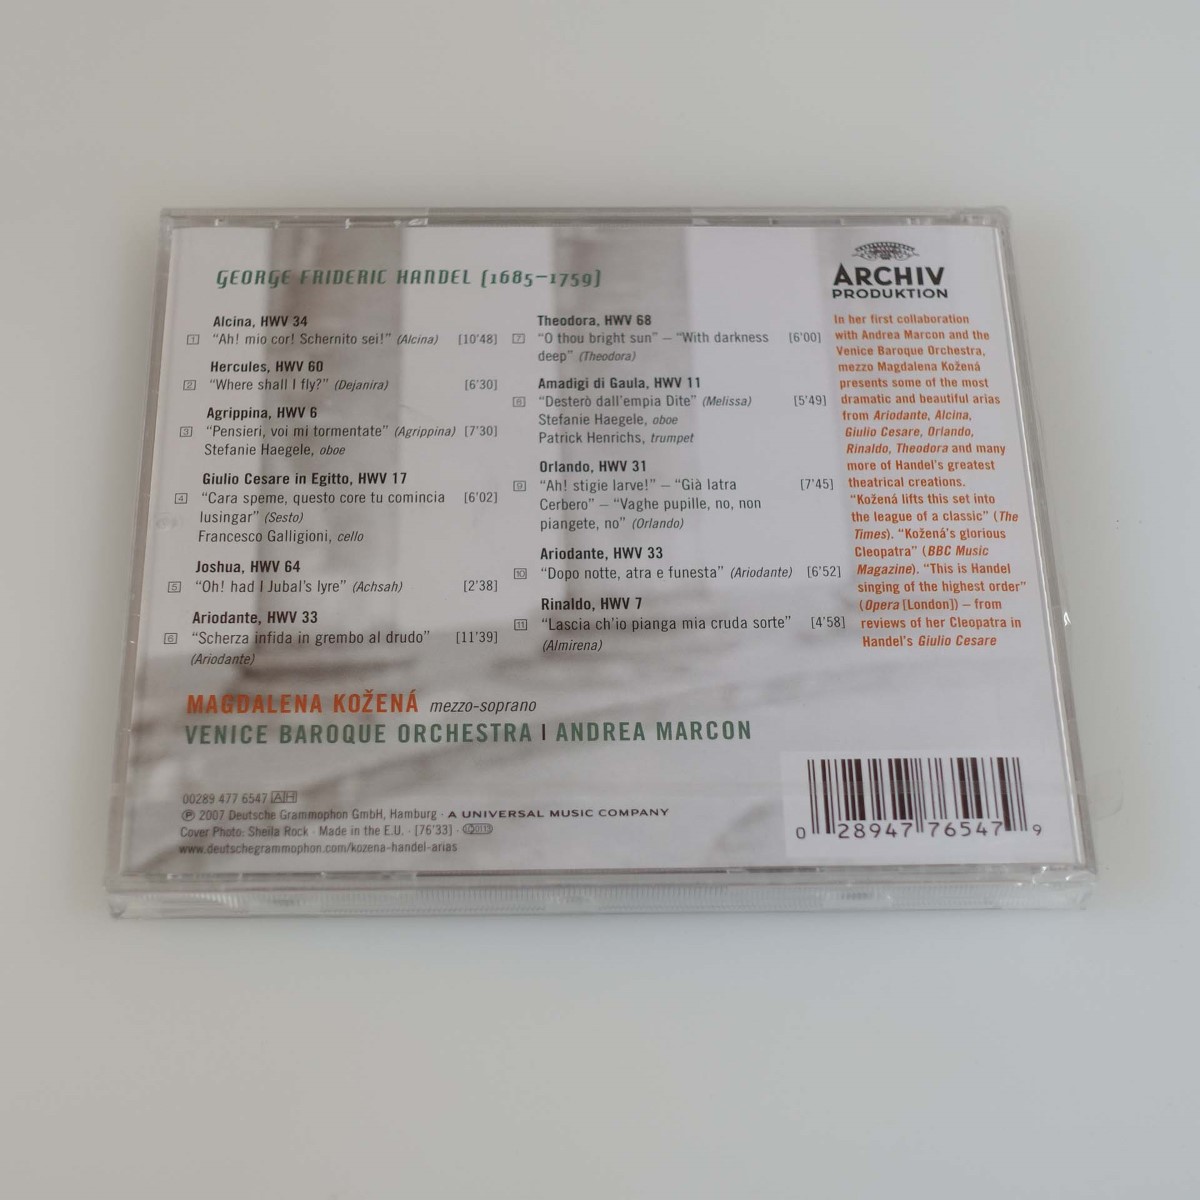 GEORGE FRIDERIC HANDEL (1685–1759)
Alcina, HWV 34
1 “Ah! mio cor! Schernito sei!” (Alcina) [10'48]
Hercules, HWV 60
2 “Where shall I fly?” (Dejanira) [6'30]
Agrippina, HWV 6
3 “Pensieri, voi mi tormentate” (Agrippina) [7'30]
Stefanie Haegele, oboe
Giulio Cesare in Egitto, HWV 17
4 “Cara speme, questo core tu comincia [6'02]
lusingar” (Sesto)
Francesco Galligioni, cello
Joshua, HWV 64
5 “Oh! had I Jubal's lyre” (Achsah) [2'38]
Ariodante, HWV 33
6 “Scherza infida in grembo al drudo” [11'39]
(Ariodante)
Theodora, HWV 68
7 “O thou bright sun” – “With darkness [6'00]
deep” (Theodora)
Amadigi di Gaula, HWV 11
8 “Desterò dall'empia Dite” (Melissa) [5'49]
Stefanie Haegele, oboe
Patrick Henrichs, trumpet
Orlando, HWV 31
9 “Ah! stigie larve!” – “Già latra [7'45]
Cerbero” – “Vaghe pupille, no, non
piangete, no” (Orlando)
Ariodante, HWV 33
10 “Dopo notte, atra e funesta” (Ariodante) [6'52]
Rinaldo, HWV 7
11 “Lascia ch'io pianga mia cruda sorte” [4'58]
(Almirena)
ARCHIV
PRODUKTION
In her first collaboration
with Andrea Marcon and the
Venice Baroque Orchestra,
mezzo Magdalena Kožená
presents some of the most
dramatic and beautiful arias
from Ariodante, Alcina,
Giulio Cesare, Orlando,
Rinaldo, Theodora and many
more of Handel's greatest
theatrical creations.
“Kožená lifts this set into
the league of a classic” (The
Times). “Kožená's glorious
Cleopatra” (BBC Music
Magazine). “This is Handel
singing of the highest order”
(Opera [London]) – from
reviews of her Cleopatra in
Handel's Giulio Cesare
MAGDALENA KOŽENÁ mezzo-soprano
VENICE BAROQUE ORCHESTRA | ANDREA MARCON
00289 477 6547 AH
℗ 2007 Deutsche Grammophon GmbH, Hamburg · A UNIVERSAL MUSIC COMPANY
Cover Photo: Sheila Rock · Made in the E.U. · [76'33] · LC 0113
www.deutschegrammophon.com/kozena-handel-arias
0 28947 76547 9